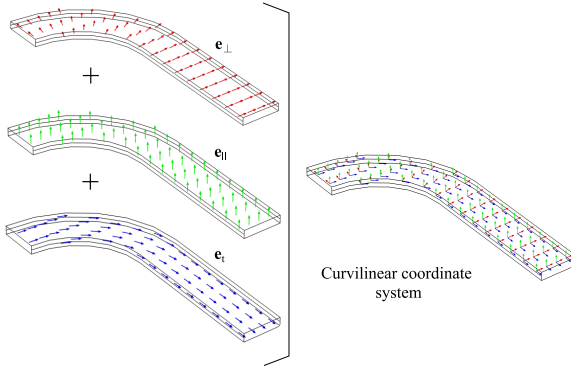 e⊥
+
e||
+
et
Curvilinear coordinate
system